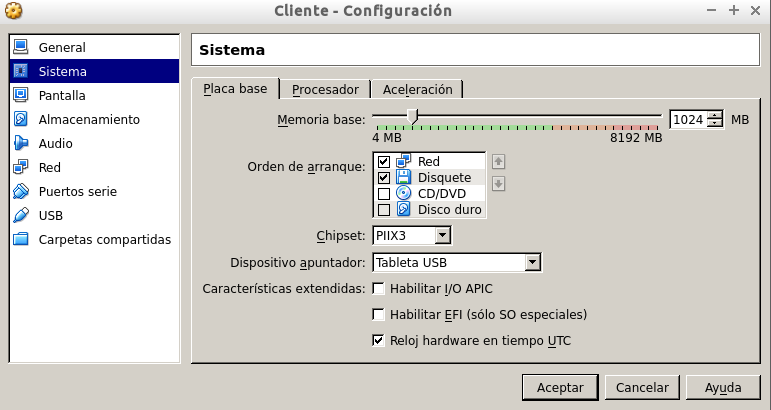 Cliente - Configuración
General
Sistema
Pantalla
Almacenamiento
Audio
Red
Puertos serie
USB
Carpetas compartidas
Sistema
Placa base Procesador Aceleración
Memoria base: 1024 MB
4 MB 8192 MB
Orden de arranque: Red
Disquete
CD/DVD
Disco duro
Chipset: PIIX3
Dispositivo apuntador: Tableta USB
Características extendidas: Habilitar I/O APIC
Habilitar EFI (sólo SO especiales)
Reloj hardware en tiempo UTC
Aceptar Cancelar Ayuda